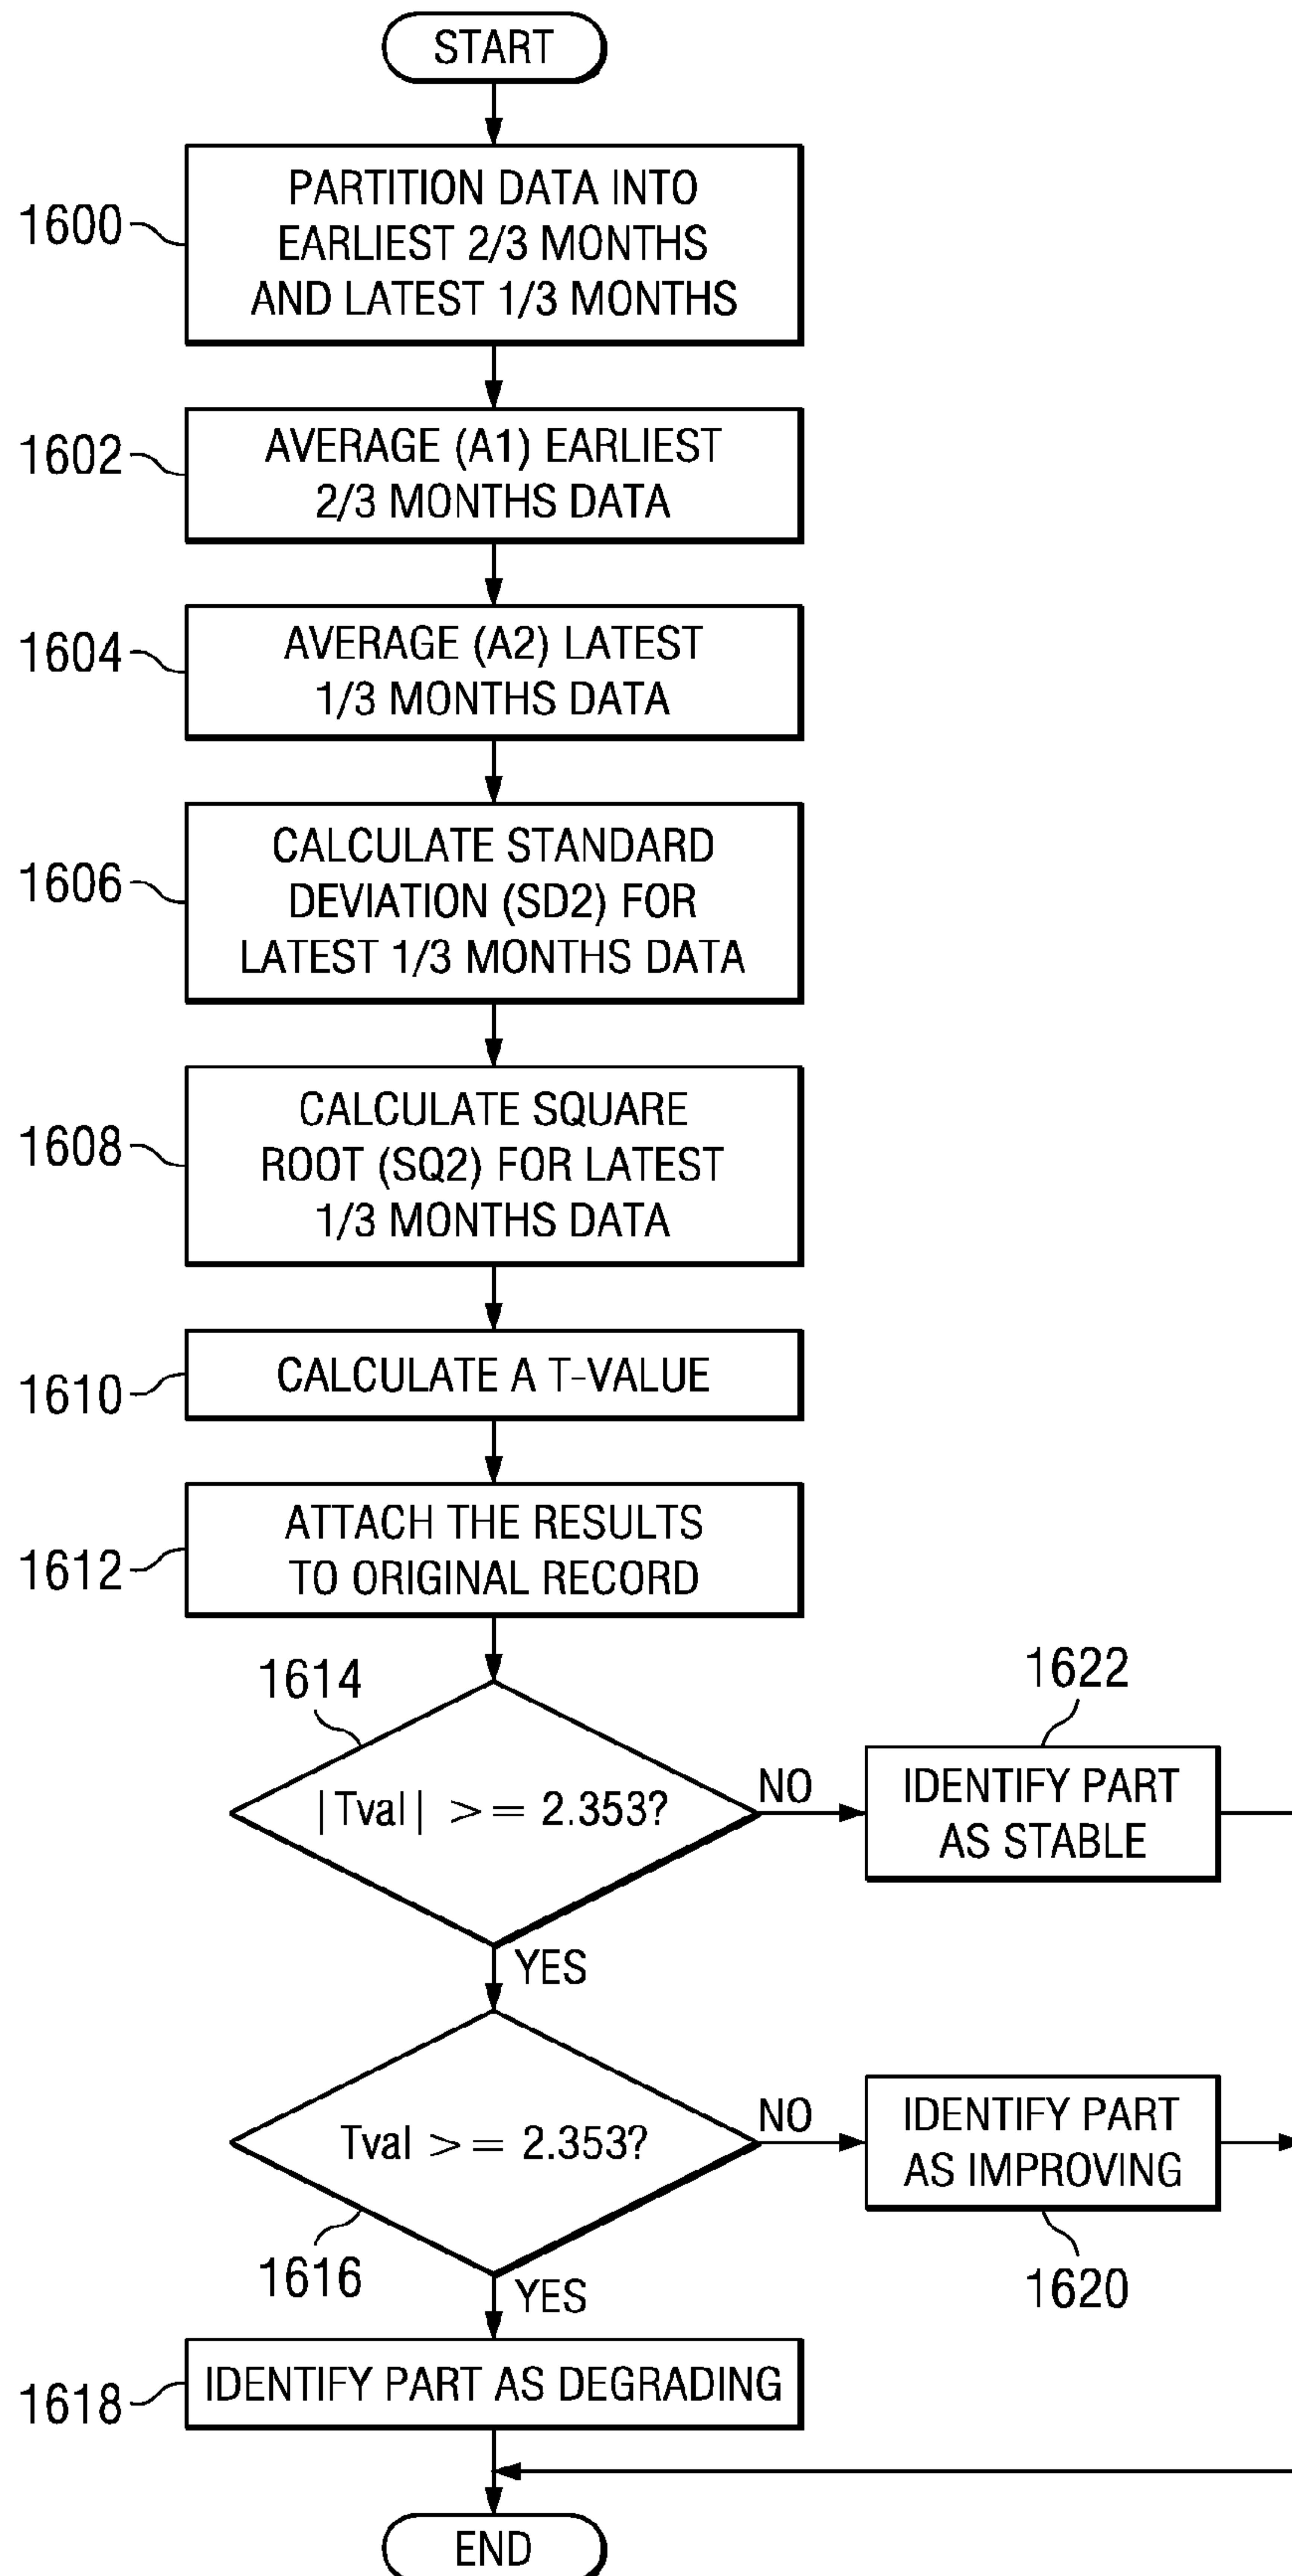 START
1600
PARTITION DATA INTO
EARLIEST 2/3 MONTHS
AND LATEST 1/3 MONTHS
1602
AVERAGE (A1) EARLIEST
2/3 MONTHS DATA
1604
AVERAGE (A2) LATEST
1/3 MONTHS DATA
1606
CALCULATE STANDARD
DEVIATION (SD2) FOR
LATEST 1/3 MONTHS DATA
1608
CALCULATE SQUARE
ROOT (SQ2) FOR LATEST
1/3 MONTHS DATA
1610
CALCULATE A T-VALUE
1612
ATTACH THE RESULTS
TO ORIGINAL RECORD
1614
|Tval| >= 2.353?
NO
1622
IDENTIFY PART
AS STABLE
YES
Tval >= 2.353?
1616
NO
IDENTIFY PART
AS IMPROVING
1620
YES
1618
IDENTIFY PART AS DEGRADING
END